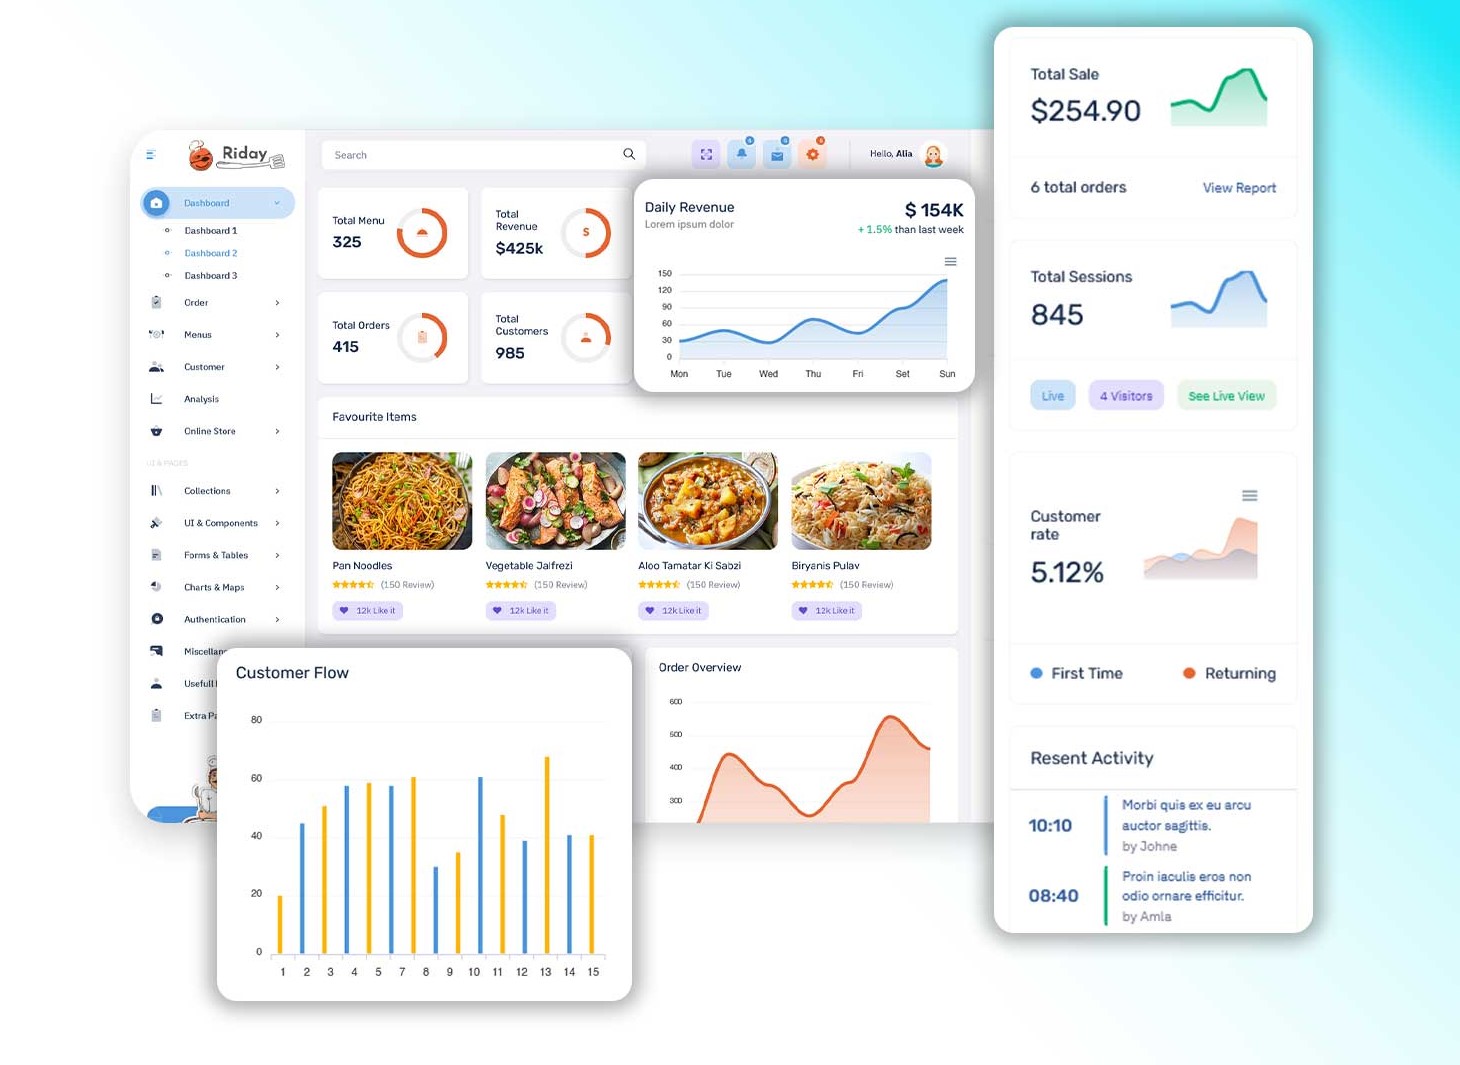 Riday
Search
Hello, Alia
Dashboard
Dashboard 1
Dashboard 2
Dashboard 3
Order
Menus
Customer
Analysis
Online Store
UI & PAGES
Collections
UI & Components
Forms & Tables
Charts & Maps
Authentication
Miscellan
Usefull
Extra Pa
Total Menu
325
Total
Revenue
$425k
$
Total Orders
415
Total
Customers
985
Daily Revenue
$ 154K
Lorem ipsum dolor
+ 1.5% than last week
150
120
90
60
30
0
Mon Tue Wed Thu Fri Set Sun
Favourite Items
Pan Noodles
(150 Review)
12k Like it
Vegetable Jalfrezi
(150 Review)
12k Like it
Aloo Tamatar Ki Sabzi
(150 Review)
12k Like it
Biryanis Pulav
(150 Review)
12k Like it
Customer Flow
80
60
40
20
0
1 2 3 4 5 7 8 9 10 11 12 13 14 15
Order Overview
600
500
400
300
Total Sale
$254.90
6 total orders View Report
Total Sessions
845
Live 4 Visitors See Live View
Customer
rate
5.12%
First Time Returning
Resent Activity
10:10
Morbi quis ex eu arcu
auctor sagittis.
by Johne
08:40
Proin iaculis eros non
odio ornare efficitur.
by Amla